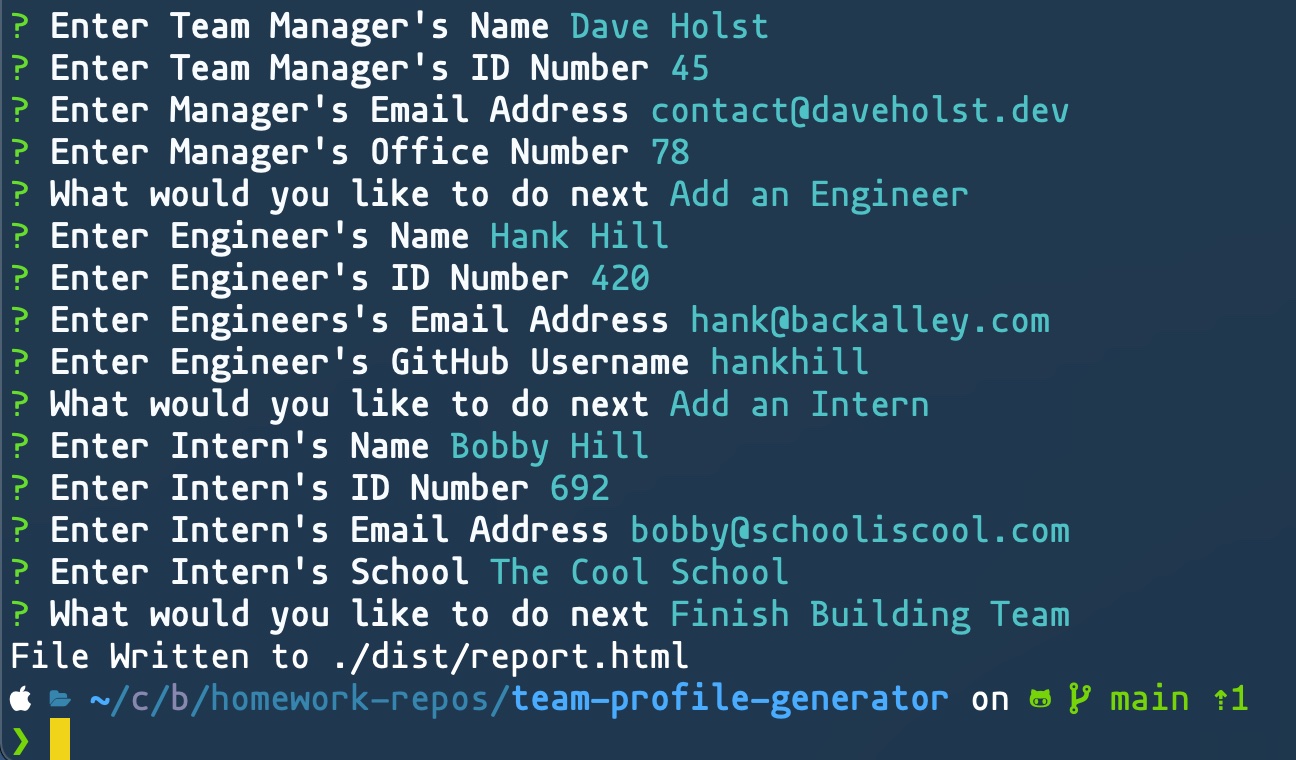 ? Enter Team Manager's Name Dave Holst
? Enter Team Manager's ID Number 45
? Enter Manager's Email Address contact@daveholst.dev
? Enter Manager's Office Number 78
? What would you like to do next Add an Engineer
? Enter Engineer's Name Hank Hill
? Enter Engineer's ID Number 420
? Enter Engineers's Email Address hank@backalley.com
? Enter Engineer's GitHub Username hankhill
? What would you like to do next Add an Intern
? Enter Intern's Name Bobby Hill
? Enter Intern's ID Number 692
? Enter Intern's Email Address bobby@schooliscool.com
? Enter Intern's School The Cool School
? What would you like to do next Finish Building Team
File Written to ./dist/report.html
~/c/b/homework-repos/team-profile-generator on main ⇡1
❯